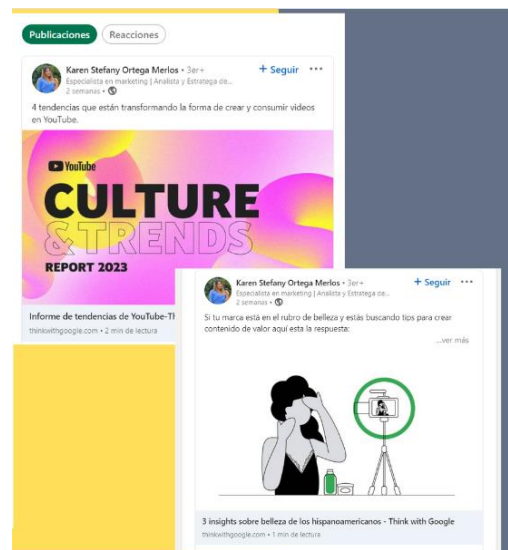 Publicaciones
Reacciones
Karen Stefany Ortega Merlos • 3er+
+ Seguir ···
Especialista en marketing | Analista y Estratega de...
2 semanas •
4 tendencias que están transformando la forma de crear y consumir videos
en YouTube.
YouTube
CULTURE
& TRENDS
REPORT 2023
Informe de tendencias de YouTube-Th
thinkwithgoogle.com • 2 min de lectura
Karen Stefany Ortega Merlos • 3er+
+ Seguir ···
Especialista en marketing | Analista y Estratega de...
2 semanas •
Si tu marca está en el rubro de belleza y estás buscando tips para crear
contenido de valor aquí esta la respuesta:
...ver más
3 insights sobre belleza de los hispanoamericanos - Think with Google
thinkwithgoogle.com • 1 min de lectura